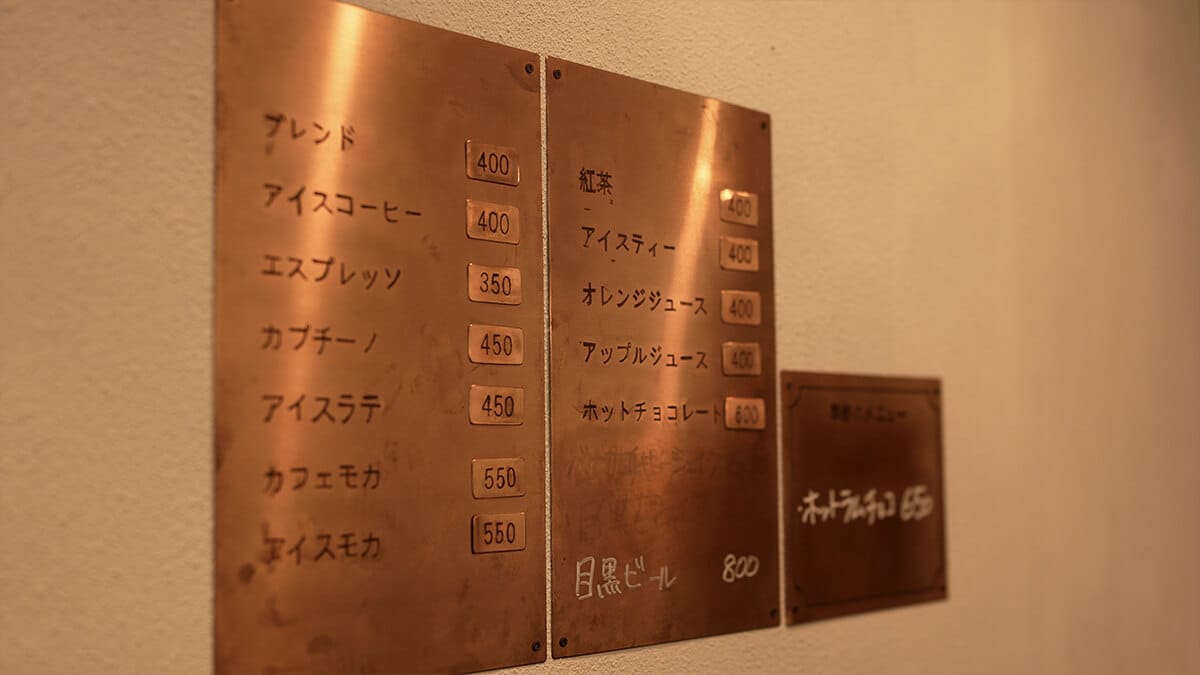 ブレンド 400
アイスコーヒー 400
エスプレッソ 350
カプチーノ 450
アイスラテ 450
カフェモカ 550
アイスモカ 550
紅茶 400
アイスティー 400
オレンジジュース 400
アップルジュース 400
ホットチョコレート 600
目黒ビール 800
メニュー
・ホットラムチョコ 650